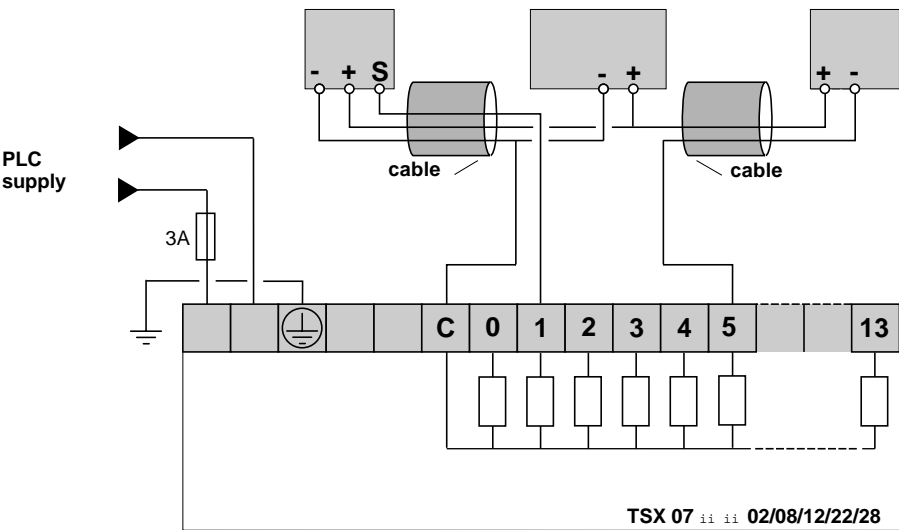 - + S
- +
+ -
cable
cable
PLC
supply
3A
C 0 1 2 3 4 5 13
TSX 07 ii ii 02/08/12/22/28